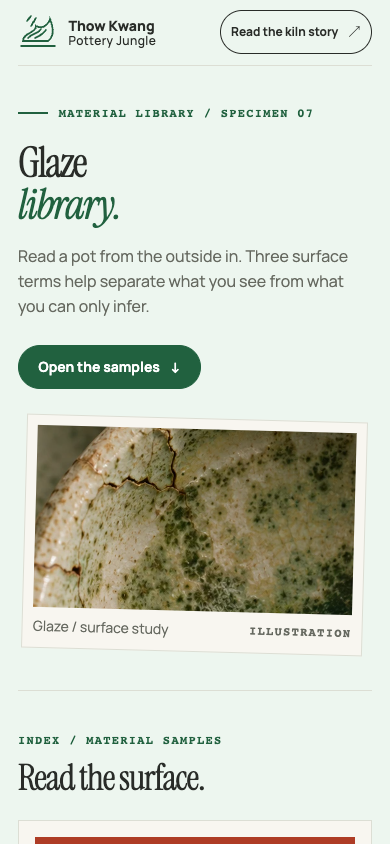 Thow Kwang
Pottery Jungle
Read the kiln story ↗
MATERIAL LIBRARY / SPECIMEN 07
Glaze
library.
Read a pot from the outside in. Three surface
terms help separate what you see from what
you can only infer.
Open the samples ↓
Glaze / surface study
ILLUSTRATION
INDEX / MATERIAL SAMPLES
Read the surface.